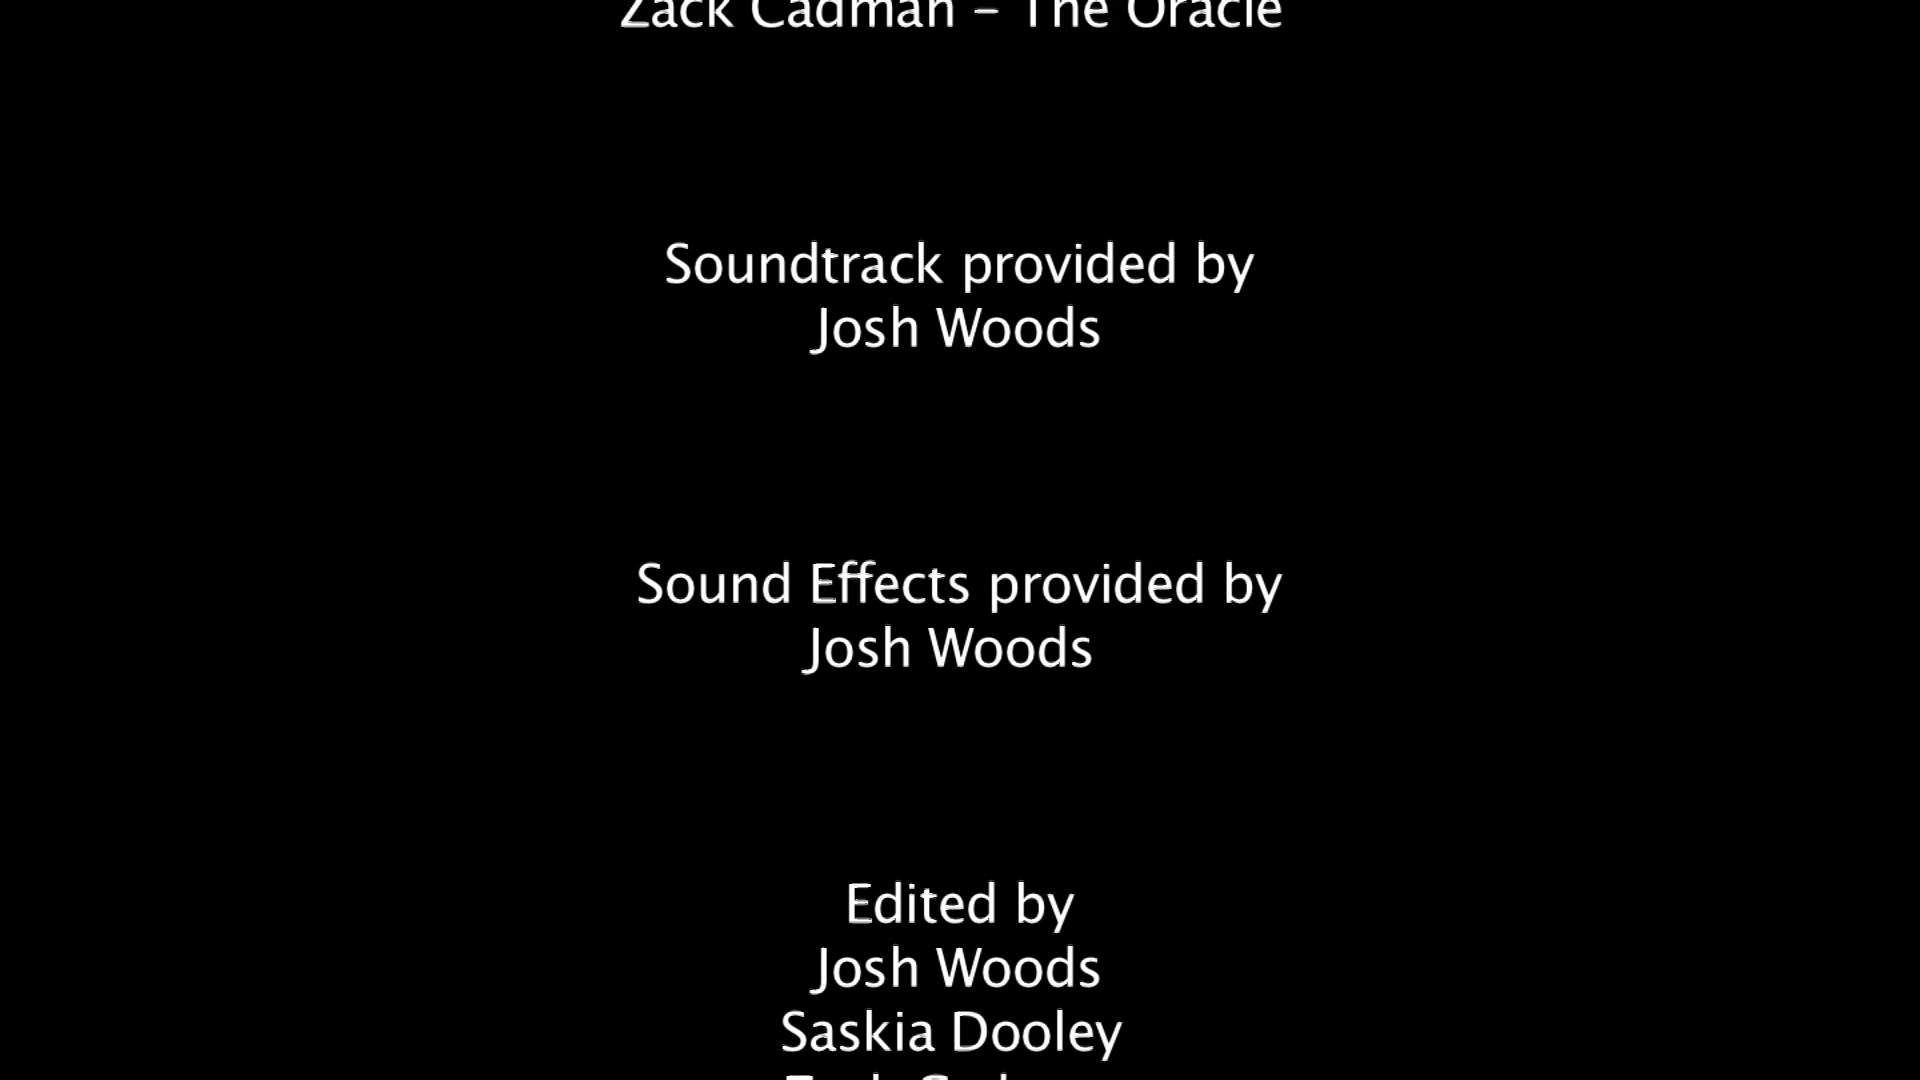 Zack Cadman – The Oracle
Soundtrack provided by
Josh Woods
Sound Effects provided by
Josh Woods
Edited by
Josh Woods
Saskia Dooley